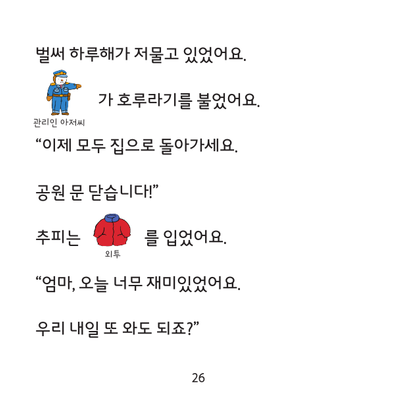 벌써 하루해가 저물고 있었어요.
가 호루라기를 불었어요.
관리인 아저씨
“이제 모두 집으로 돌아가세요.
공원 문 닫습니다!”
추피는 를 입었어요.
외투
“엄마, 오늘 너무 재미있었어요.
우리 내일 또 와도 되죠?”
26